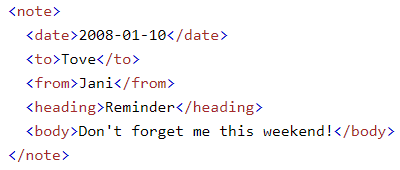 <note>
  <date>2008-01-10</date>
  <to>Tove</to>
  <from>Jani</from>
  <heading>Reminder</heading>
  <body>Don't forget me this weekend!</body>
</note>